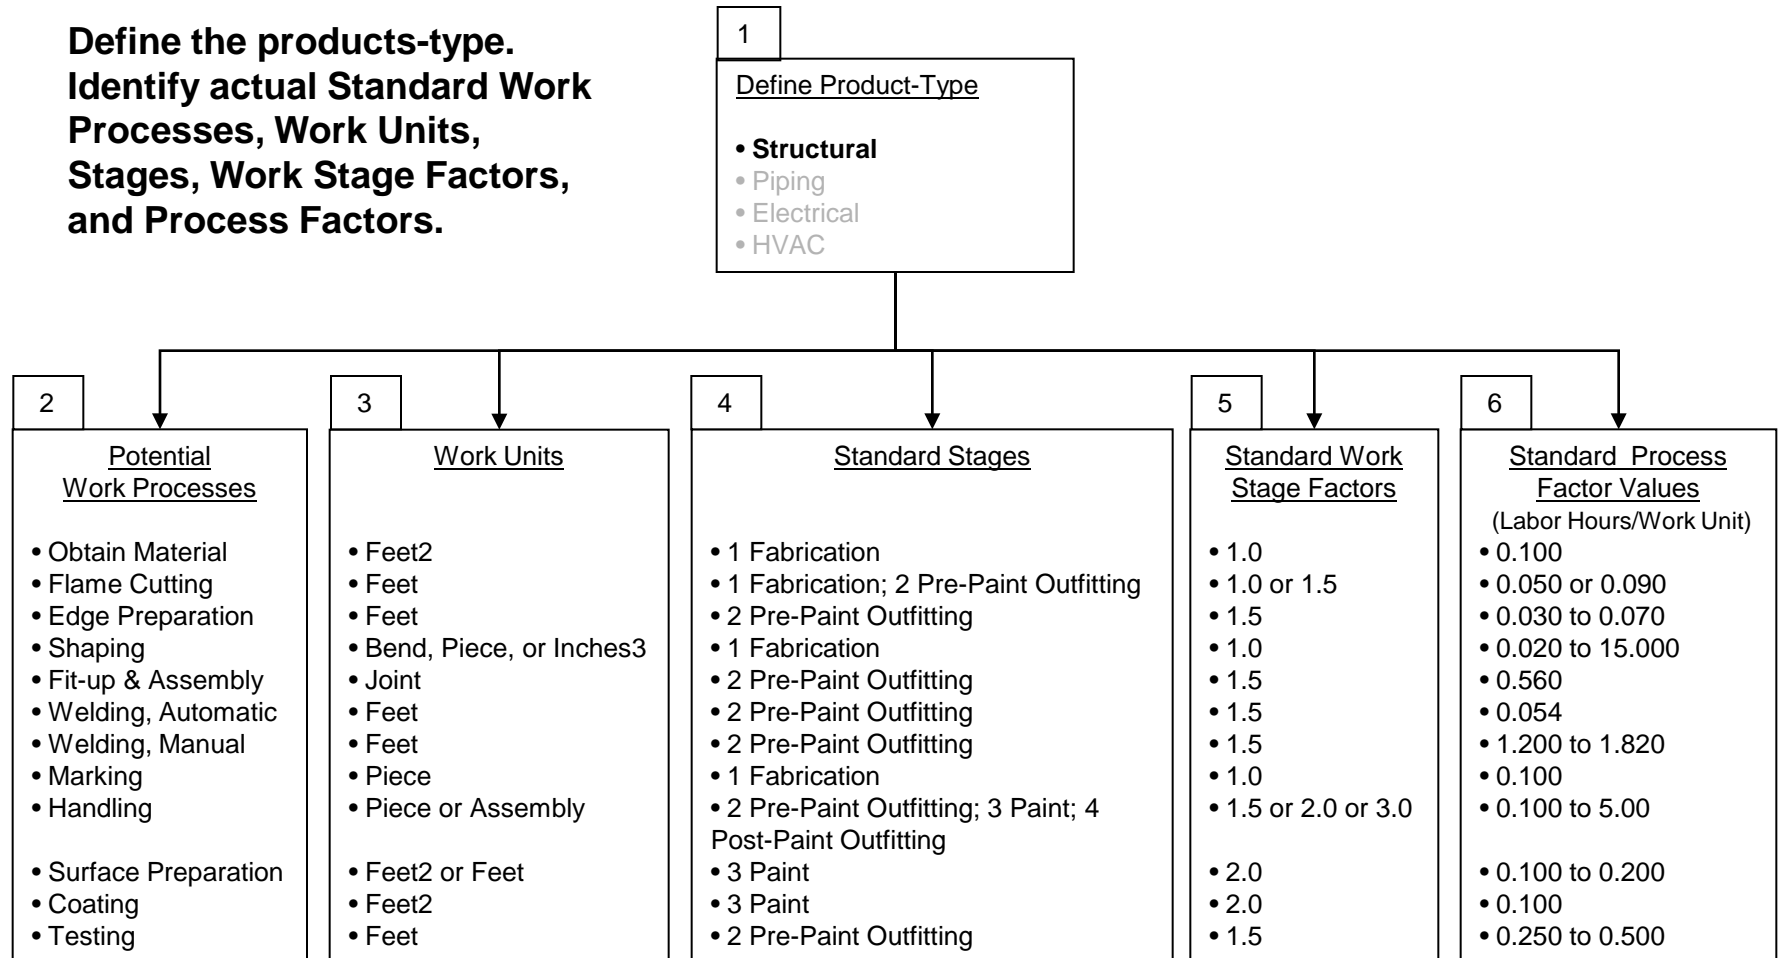 Define the products-type.
Identify actual Standard Work
Processes, Work Units,
Stages, Work Stage Factors,
and Process Factors.
1
Define Product-Type
• Structural
• Piping
• Electrical
• HVAC
2
Potential
Work Processes
• Obtain Material
• Flame Cutting
• Edge Preparation
• Shaping
• Fit-up & Assembly
• Welding, Automatic
• Welding, Manual
• Marking
• Handling
• Surface Preparation
• Coating
• Testing
3
Work Units
• Feet2
• Feet
• Feet
• Bend, Piece, or Inches3
• Joint
• Feet
• Feet
• Piece
• Piece or Assembly
• Feet2 or Feet
• Feet2
• Feet
4
Standard Stages
• 1 Fabrication
• 1 Fabrication; 2 Pre-Paint Outfitting
• 2 Pre-Paint Outfitting
• 1 Fabrication
• 2 Pre-Paint Outfitting
• 2 Pre-Paint Outfitting
• 2 Pre-Paint Outfitting
• 1 Fabrication
• 2 Pre-Paint Outfitting; 3 Paint; 4
Post-Paint Outfitting
• 3 Paint
• 3 Paint
• 2 Pre-Paint Outfitting
5
Standard Work
Stage Factors
• 1.0
• 1.0 or 1.5
• 1.5
• 1.0
• 1.5
• 1.5
• 1.5
• 1.0
• 1.5 or 2.0 or 3.0
• 2.0
• 2.0
• 1.5
6
Standard Process
Factor Values
(Labor Hours/Work Unit)
• 0.100
• 0.050 or 0.090
• 0.030 to 0.070
• 0.020 to 15.000
• 0.560
• 0.054
• 1.200 to 1.820
• 0.100
• 0.100 to 5.00
• 0.100 to 0.200
• 0.100
• 0.250 to 0.500